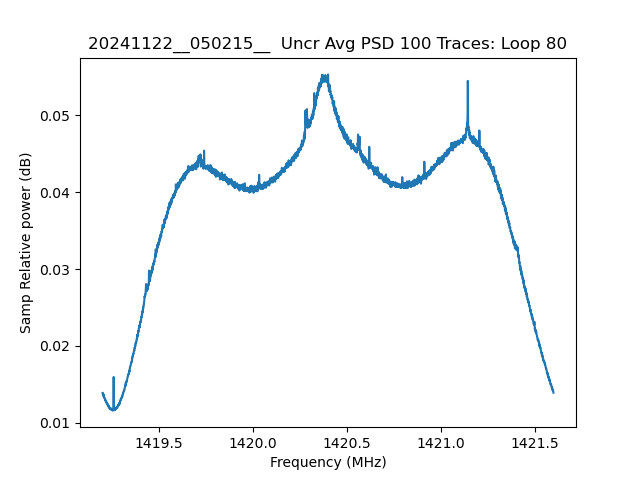 20241122__050215__  Uncr Avg PSD 100 Traces: Loop 80
Samp Relative power (dB)
0.05
0.04
0.03
0.02
0.01
1419.5 1420.0 1420.5 1421.0 1421.5
Frequency (MHz)